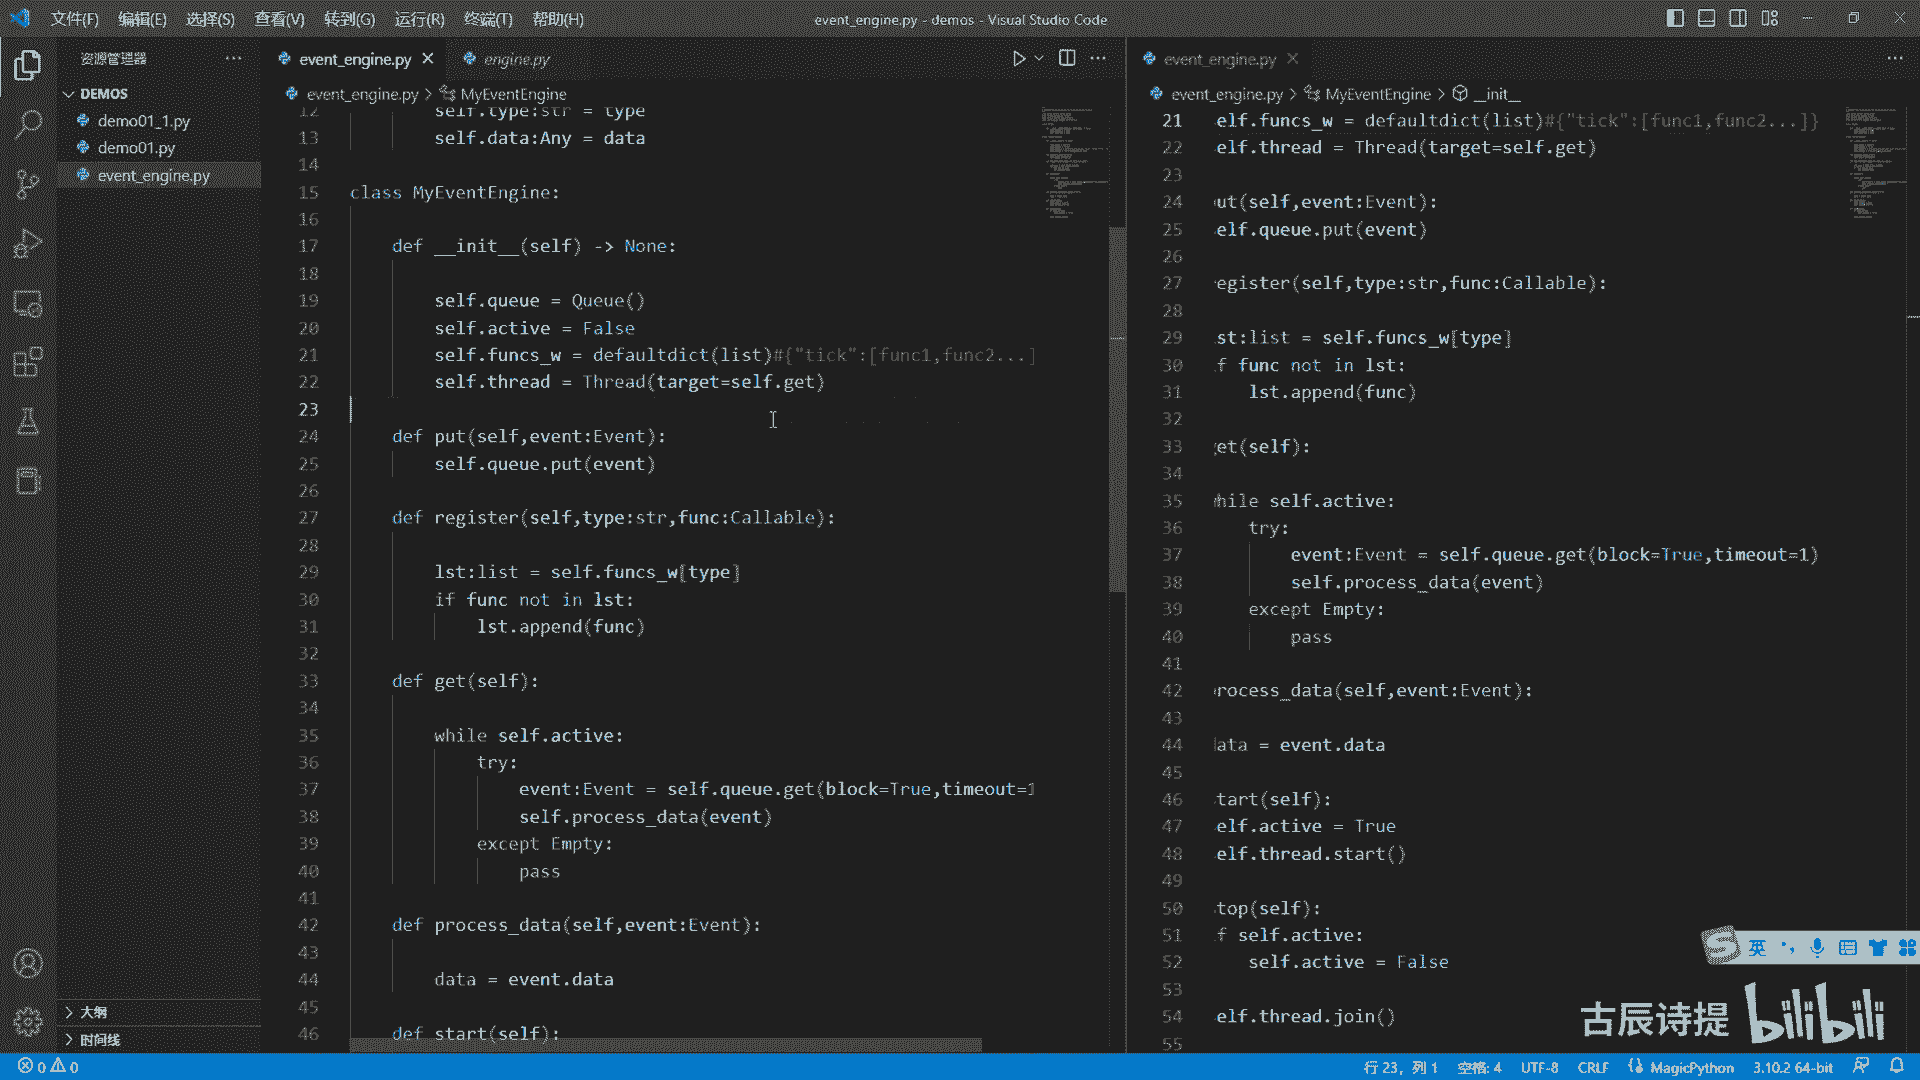 文件(F) 编辑(E) 选择(S) 查看(V) 转到(G) 运行(R) 终端(T) 帮助(H)
event_engine.py - demos - Visual Studio Code
资源管理器
DEMOS
demo01_1.py
demo01.py
event_engine.py
大纲
时间线
event_engine.py
engine.py
event_engine.py > MyEventEngine
12 self.type:str = type
13 self.data:Any = data
14
15 class MyEventEngine:
16
17 def __init__(self) -> None:
18
19 self.queue = Queue()
20 self.active = False
21 self.funcs_w = defaultdict(list)#{"tick":[func1,func2...]
22 self.thread = Thread(target=self.get)
23
24 def put(self,event:Event):
25 self.queue.put(event)
26
27 def register(self,type:str,func:Callable):
28
29 lst:list = self.funcs_w[type]
30 if func not in lst:
31 lst.append(func)
32
33 def get(self):
34
35 while self.active:
36 try:
37 event:Event = self.queue.get(block=True,timeout=1
38 self.process_data(event)
39 except Empty:
40 pass
41
42 def process_data(self,event:Event):
43
44 data = event.data
45
46 def start(self):
event_engine.py
event_engine.py > MyEventEngine > __init__
21 elf.funcs_w = defaultdict(list)#{"tick":[func1,func2...]}
22 elf.thread = Thread(target=self.get)
23
24 ut(self,event:Event):
25 elf.queue.put(event)
26
27 egister(self,type:str,func:Callable):
28
29 st:list = self.funcs_w[type]
30 f func not in lst:
31 lst.append(func)
32
33 et(self):
34
35 hile self.active:
36 try:
37 event:Event = self.queue.get(block=True,timeout=1)
38 self.process_data(event)
39 except Empty:
40 pass
41
42 rocess_data(self,event:Event):
43
44 ata = event.data
45
46 tart(self):
47 elf.active = True
48 elf.thread.start()
49
50 top(self):
51 f self.active:
52 self.active = False
53
54 elf.thread.join()
55
英
古辰诗提 bilibili
0 0
行 23，列 1 空格: 4 UTF-8 CRLF MagicPython 3.10.2 64-bit